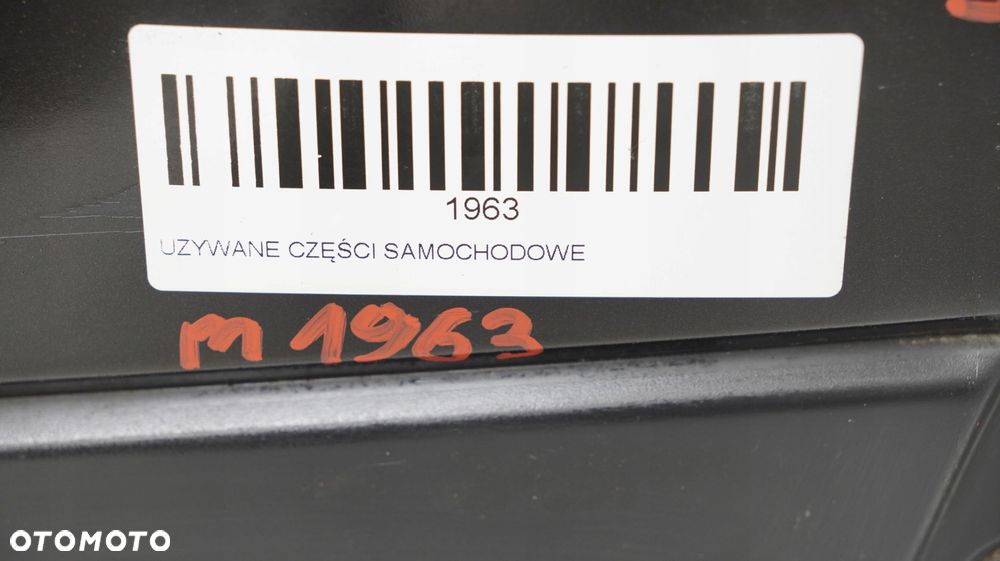 1963
UZYWANE CZĘŚCI SAMOCHODOWE
m 1963
OTOMOTO